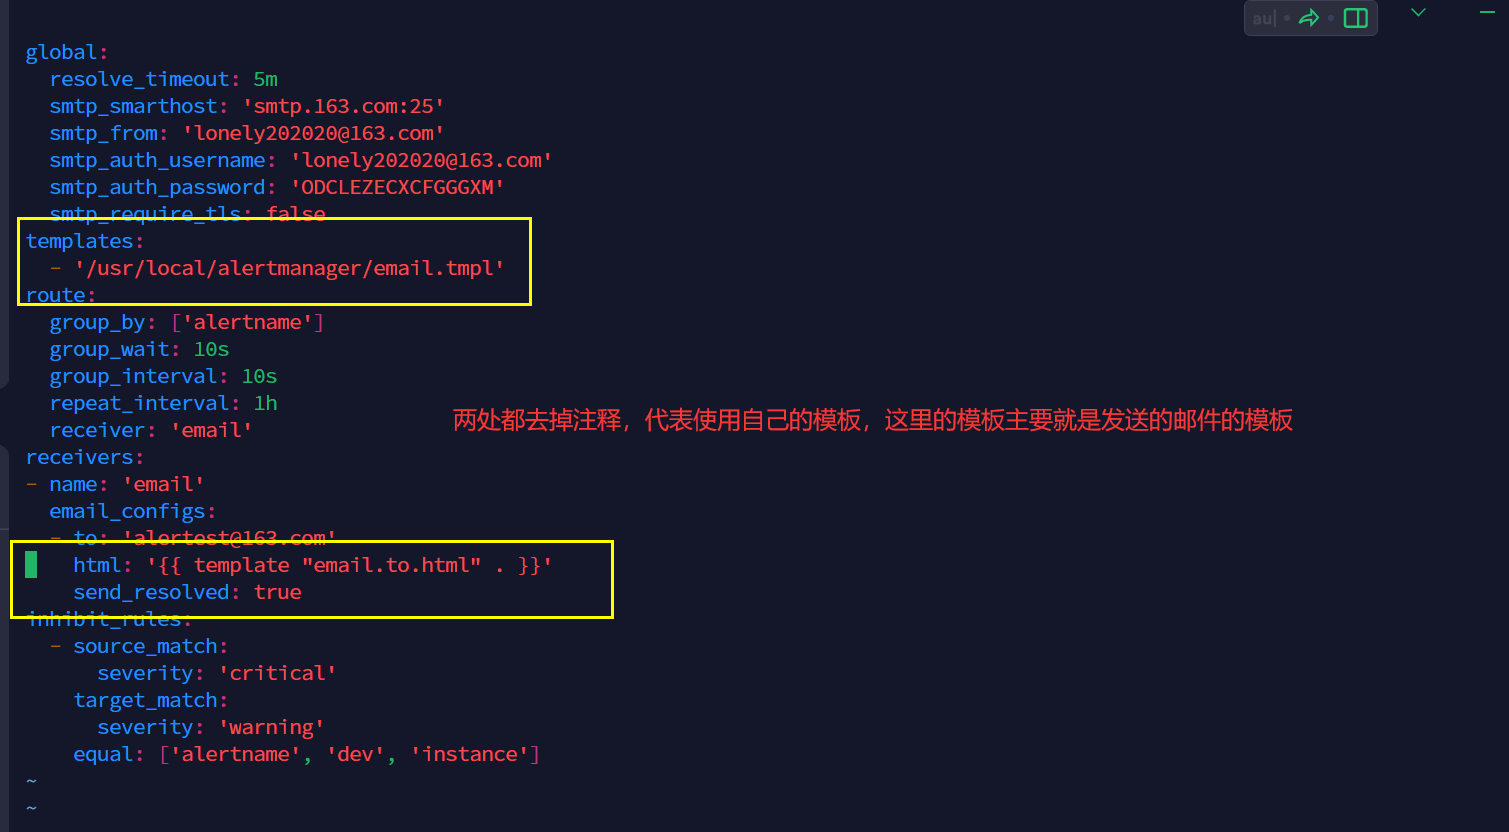 au
global:
  resolve_timeout: 5m
  smtp_smarthost: 'smtp.163.com:25'
  smtp_from: 'lonely202020@163.com'
  smtp_auth_username: 'lonely202020@163.com'
  smtp_auth_password: 'ODCLEZECXCFGGGXM'
  smtp_require_tls: false
templates:
  - '/usr/local/alertmanager/email.tmpl'
route:
  group_by: ['alertname']
  group_wait: 10s
  group_interval: 10s
  repeat_interval: 1h
两处都去掉注释，代表使用自己的模板，这里的模板主要就是发送的邮件的模板
  receiver: 'email'
receivers:
- name: 'email'
  email_configs:
  - to: 'alertest@163.com'
    html: '{{ template "email.to.html" . }}'
    send_resolved: true
inhibit_rules:
  - source_match:
      severity: 'critical'
    target_match:
      severity: 'warning'
    equal: ['alertname', 'dev', 'instance']
~
~